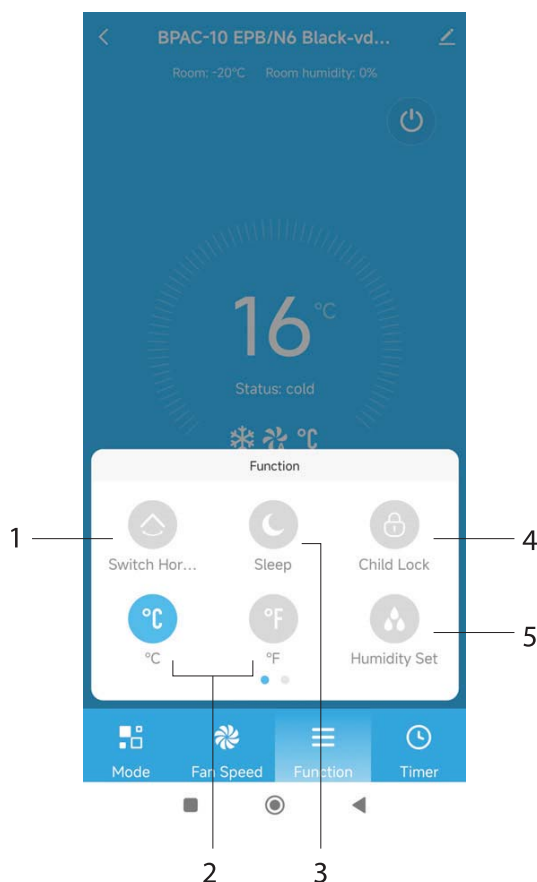 BPAC-10 EPB/N6 Black-vd...
Room: -20°C Room humidity: 0%
16 °C
Status: cold
°C
Function
1
4
Switch Hor...
Sleep
Child Lock
°C
°F
5
°C
°F
Humidity Set
Mode
Fan Speed
Function
Timer
2
3